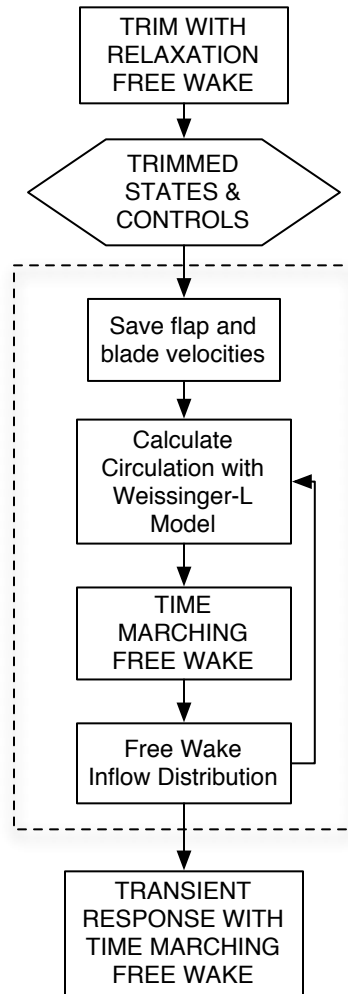 TRIM WITH
RELAXATION
FREE WAKE
TRIMMED
STATES &
CONTROLS
Save flap and
blade velocities
Calculate
Circulation with
Weissinger-L
Model
TIME
MARCHING
FREE WAKE
Free Wake
Inflow Distribution
TRANSIENT
RESPONSE WITH
TIME MARCHING
FREE WAKE